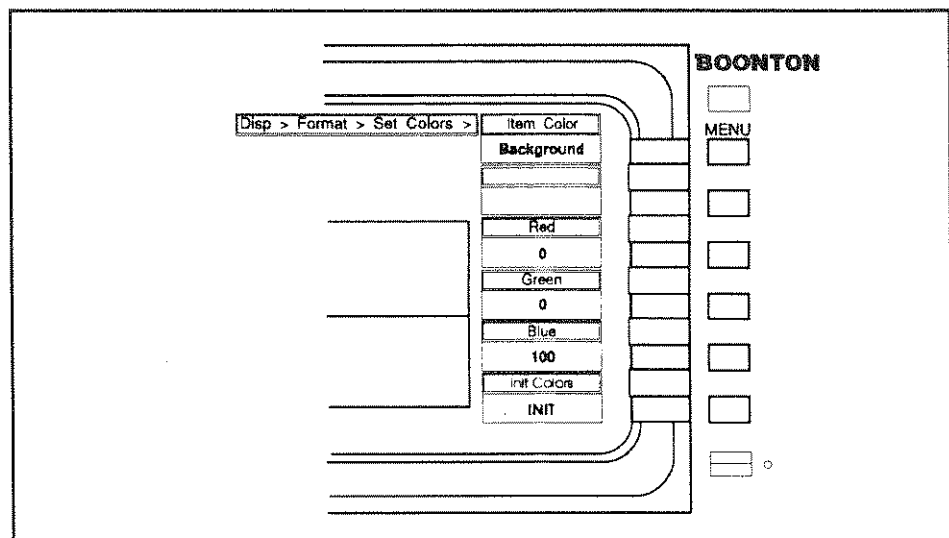 BOONTON
MENU
Disp > Format > Set Colors >
Item Color
Background
Red
0
Green
0
Blue
100
Init Colors
INIT